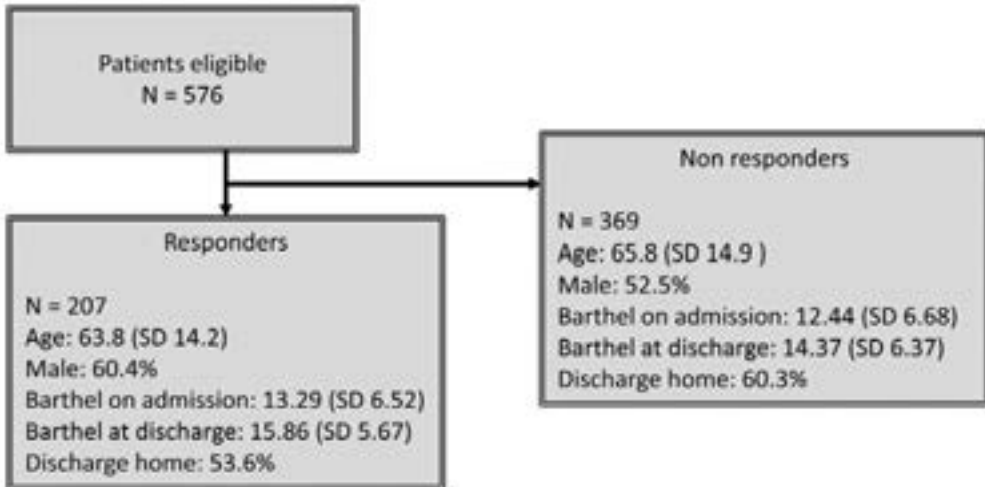 Patients eligible
N = 576
Non responders
N = 369
Age: 65.8 (SD 14.9 )
Male: 52.5%
Barthel on admission: 12.44 (SD 6.68)
Barthel at discharge: 14.37 (SD 6.37)
Discharge home: 60.3%
Responders
N = 207
Age: 63.8 (SD 14.2)
Male: 60.4%
Barthel on admission: 13.29 (SD 6.52)
Barthel at discharge: 15.86 (SD 5.67)
Discharge home: 53.6%